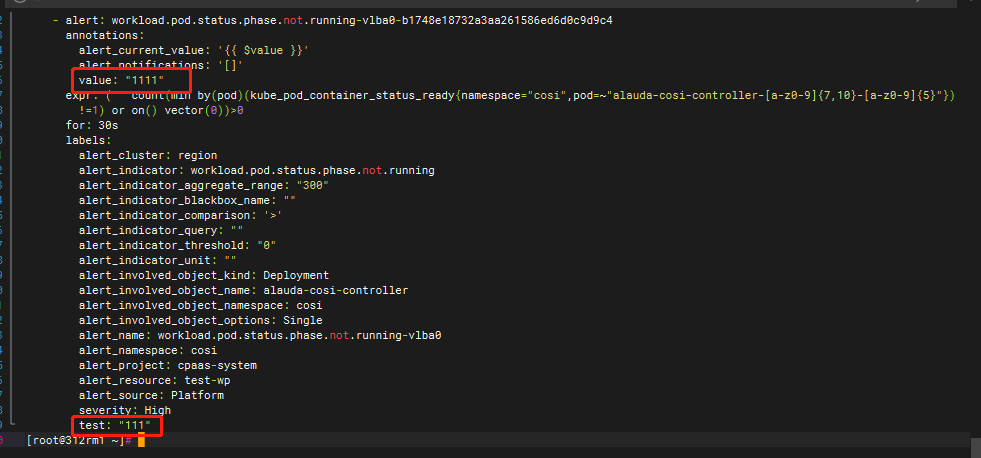 - alert: workload.pod.status.phase.not.running-vlba0-b1748e18732a3aa261586ed6d0c9d9c4
annotations:
alert_current_value: '{{ $value }}'
alert_notifications: '[]'
value: "1111"
expr: ( count(min by(pod)(kube_pod_container_status_ready{namespace="cosi",pod=~"alauda-cosi-controller-[a-z0-9]{7,10}-[a-z0-9]{5}"})
!=1) or on() vector(0))>0
for: 30s
labels:
alert_cluster: region
alert_indicator: workload.pod.status.phase.not.running
alert_indicator_aggregate_range: "300"
alert_indicator_blackbox_name: ""
alert_indicator_comparison: '>'
alert_indicator_query: ""
alert_indicator_threshold: "0"
alert_indicator_unit: ""
alert_involved_object_kind: Deployment
alert_involved_object_name: alauda-cosi-controller
alert_involved_object_namespace: cosi
alert_involved_object_options: Single
alert_name: workload.pod.status.phase.not.running-vlba0
alert_namespace: cosi
alert_project: cpaas-system
alert_resource: test-wp
alert_source: Platform
severity: High
test: "111"
[root@312rm1 ~]#